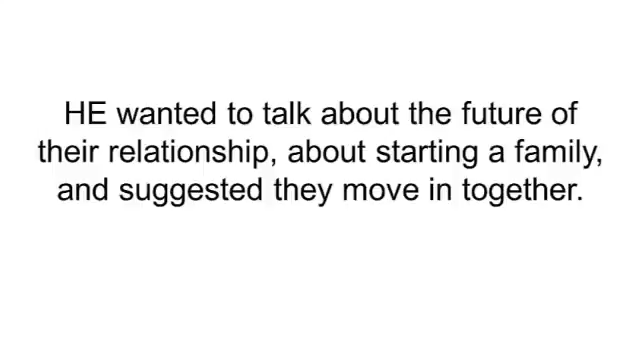 HE wanted to talk about the future of
their relationship, about starting a family,
and suggested they move in together.